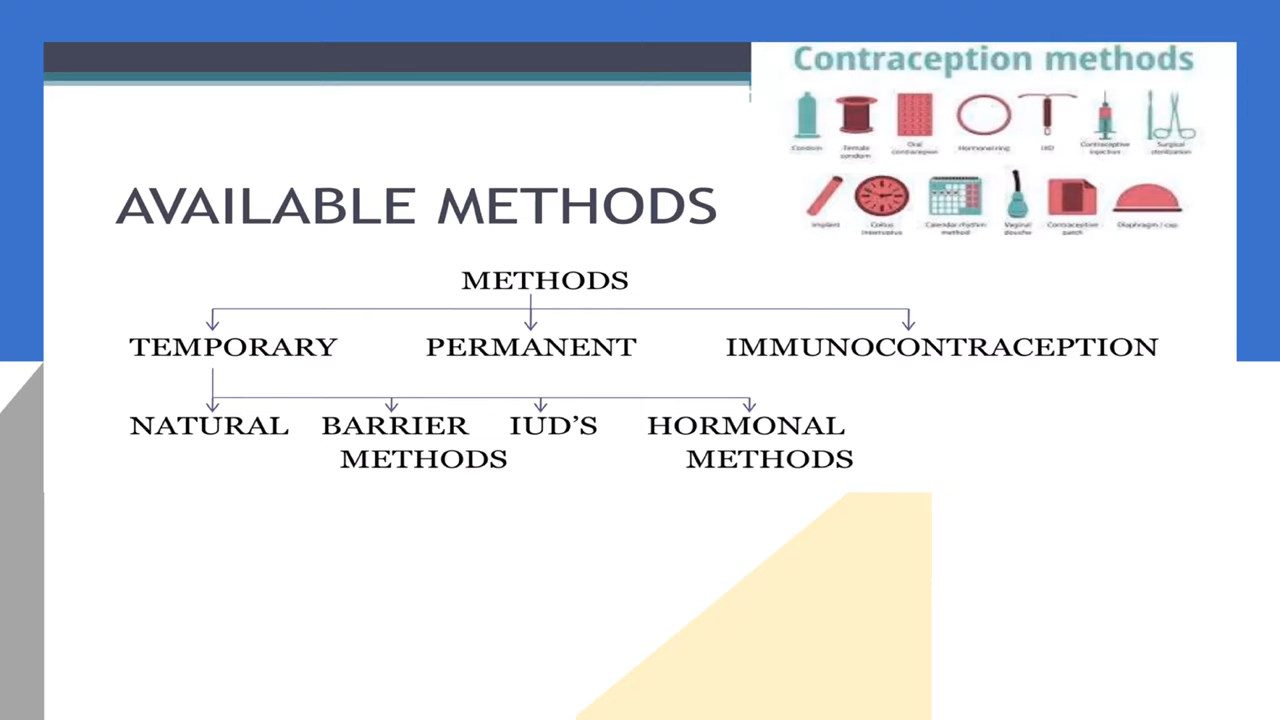 Contraception methods
Condom Female Oral Hormonal ring IUD Contraceptive Surgical
condom contraception injection sterilization
Implant Coitus Calendar rhythm Vaginal Contraceptive Diaphragm / cap
interruptus method douche patch
AVAILABLE METHODS
METHODS
TEMPORARY PERMANENT IMMUNOCONTRACEPTION
NATURAL BARRIER IUD’S HORMONAL
METHODS METHODS